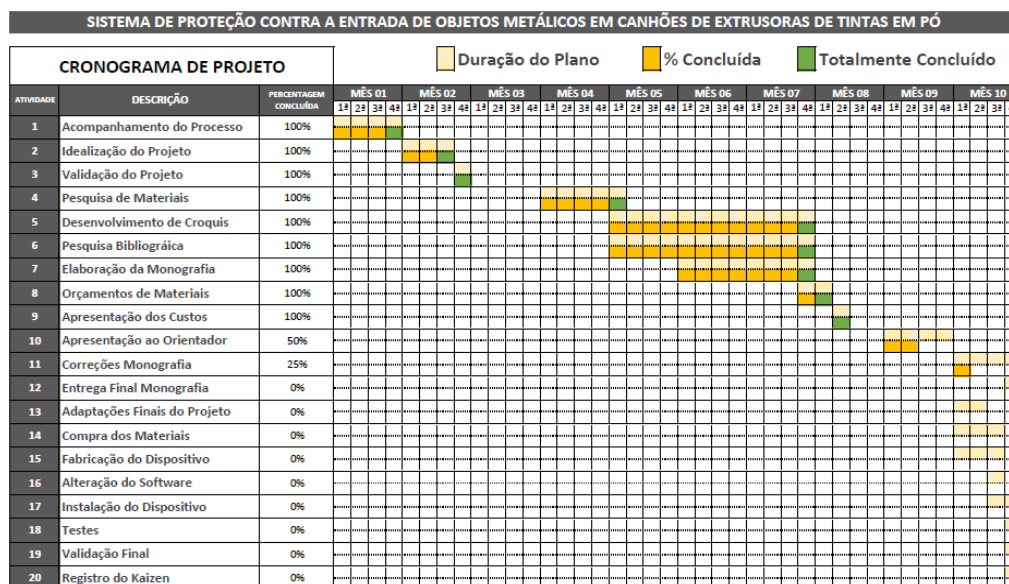 SISTEMA DE PROTEÇÃO CONTRA A ENTRADA DE OBJETOS METÁLICOS EM CANHÕES DE EXTRUSORAS DE TINTAS EM PÓ
CRONOGRAMA DE PROJETO
Duração do Plano % Concluída Totalmente Concluído
ATIVIDADE DESCRIÇÃO PERCENTAGEM CONCLUÍDA MÊS 01 MÊS 02 MÊS 03 MÊS 04 MÊS 05 MÊS 06 MÊS 07 MÊS 08 MÊS 09 MÊS 10
1ª 2ª 3ª 4ª 1ª 2ª 3ª 4ª 1ª 2ª 3ª 4ª 1ª 2ª 3ª 4ª 1ª 2ª 3ª 4ª 1ª 2ª 3ª 4ª 1ª 2ª 3ª 4ª 1ª 2ª 3ª 4ª 1ª 2ª 3ª 4ª 1ª 2ª 3ª
1 Acompanhamento do Processo 100%
2 Idealização do Projeto 100%
3 Validação do Projeto 100%
4 Pesquisa de Materiais 100%
5 Desenvolvimento de Croquis 100%
6 Pesquisa Bibliográica 100%
7 Elaboração da Monografia 100%
8 Orçamentos de Materiais 100%
9 Apresentação dos Custos 100%
10 Apresentação ao Orientador 50%
11 Correções Monografia 25%
12 Entrega Final Monografia 0%
13 Adaptações Finais do Projeto 0%
14 Compra dos Materiais 0%
15 Fabricação do Dispositivo 0%
16 Alteração do Software 0%
17 Instalação do Dispositivo 0%
18 Testes 0%
19 Validação Final 0%
20 Registro do Kaizen 0%